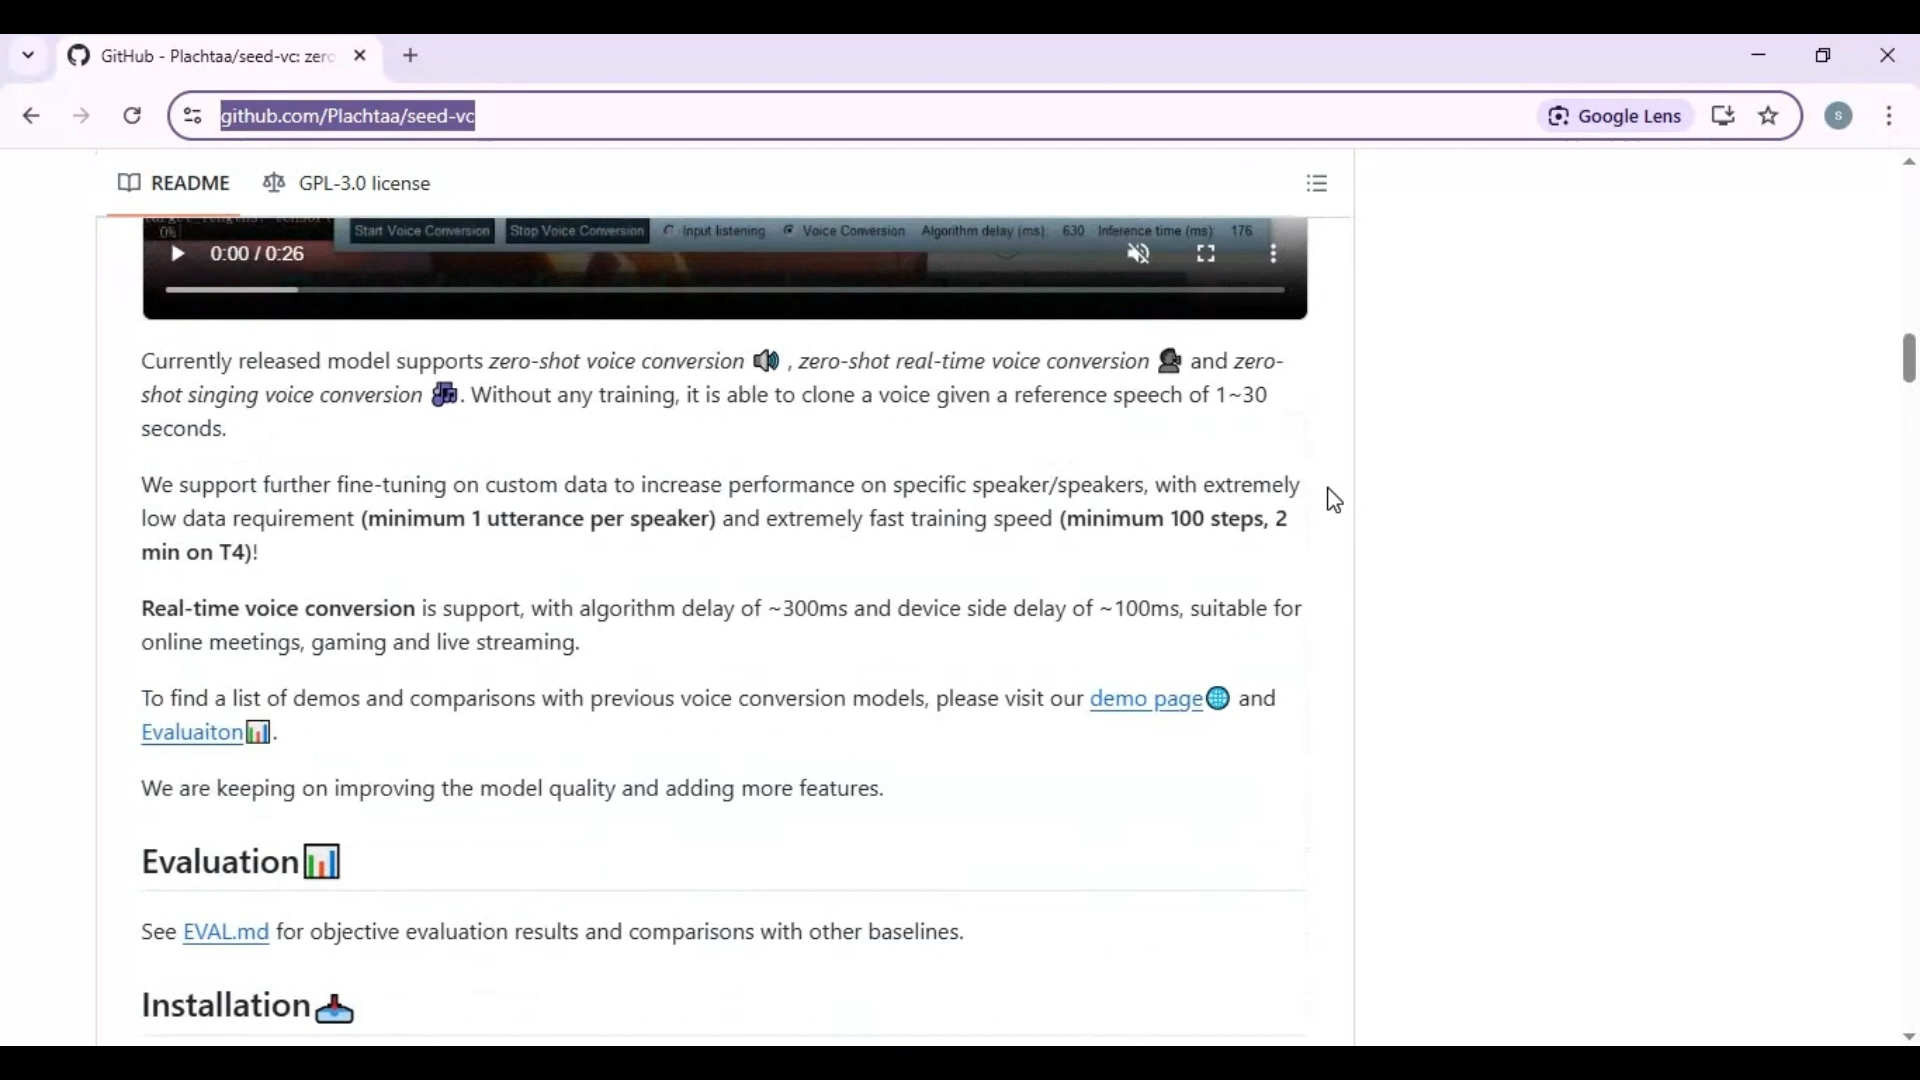 GitHub - Plachtaa/seed-vc: zero
github.com/Plachtaa/seed-vc
Google Lens
S
README
GPL-3.0 license
0%
Start Voice Conversion Stop Voice Conversion Input listening Voice Conversion Algorithm delay (ms) 630 Inference time (ms): 176
0:00 / 0:26
Currently released model supports zero-shot voice conversion 🔊 , zero-shot real-time voice conversion 🗣️ and zero-
shot singing voice conversion 🎶. Without any training, it is able to clone a voice given a reference speech of 1~30
seconds.
We support further fine-tuning on custom data to increase performance on specific speaker/speakers, with extremely
low data requirement (minimum 1 utterance per speaker) and extremely fast training speed (minimum 100 steps, 2
min on T4)!
Real-time voice conversion is support, with algorithm delay of ~300ms and device side delay of ~100ms, suitable for
online meetings, gaming and live streaming.
To find a list of demos and comparisons with previous voice conversion models, please visit our demo page🌐 and
Evaluaiton📊.
We are keeping on improving the model quality and adding more features.
Evaluation📊
See EVAL.md for objective evaluation results and comparisons with other baselines.
Installation📥